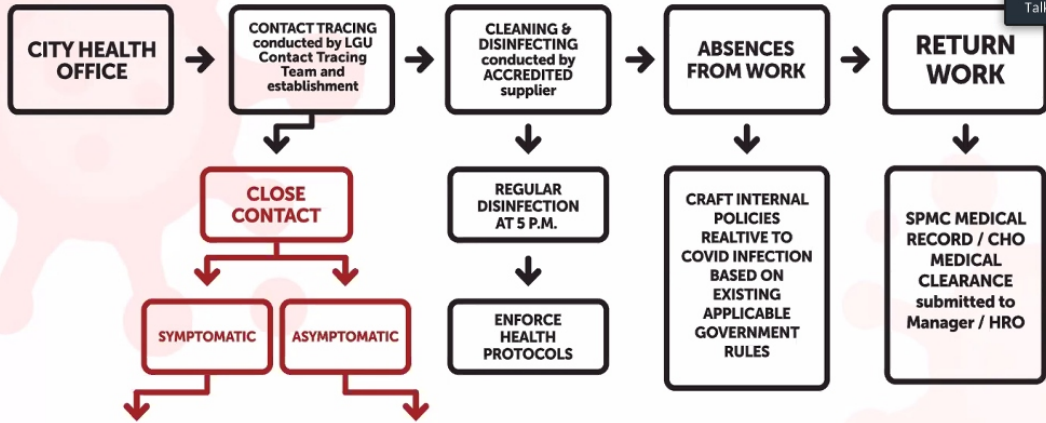 CITY HEALTH
OFFICE
CONTACT TRACING
conducted by LGU
Contact Tracing
Team and
establishment
CLEANING &
DISINFECTING
conducted by
ACCREDITED
supplier
ABSENCES
FROM WORK
RETURN
WORK
Talk
CLOSE
CONTACT
REGULAR
DISINFECTION
AT 5 P.M.
CRAFT INTERNAL
POLICIES
REALTIVE TO
COVID INFECTION
BASED ON
EXISTING
APPLICABLE
GOVERNMENT
RULES
SPMC MEDICAL
RECORD / CHO
MEDICAL
CLEARANCE
submitted to
Manager / HRO
SYMPTOMATIC
ASYMPTOMATIC
ENFORCE
HEALTH
PROTOCOLS